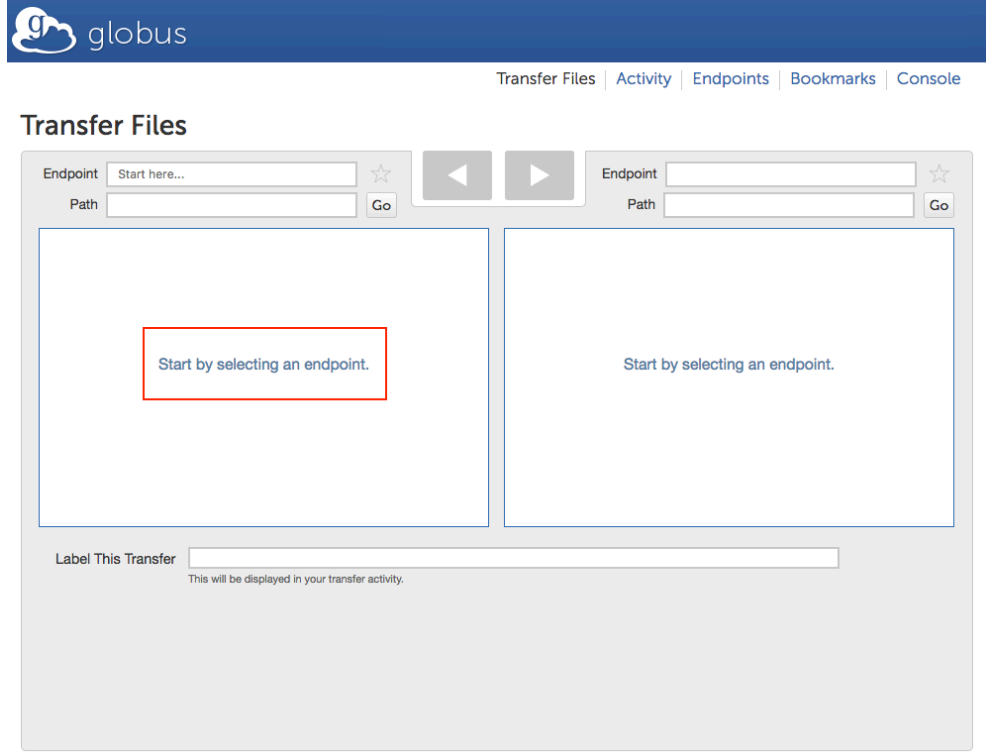 globus
Transfer Files Activity Endpoints Bookmarks Console
Transfer Files
Endpoint Start here... Endpoint
Path Go Path Go
Start by selecting an endpoint. Start by selecting an endpoint.
Label This Transfer
This will be displayed in your transfer activity.